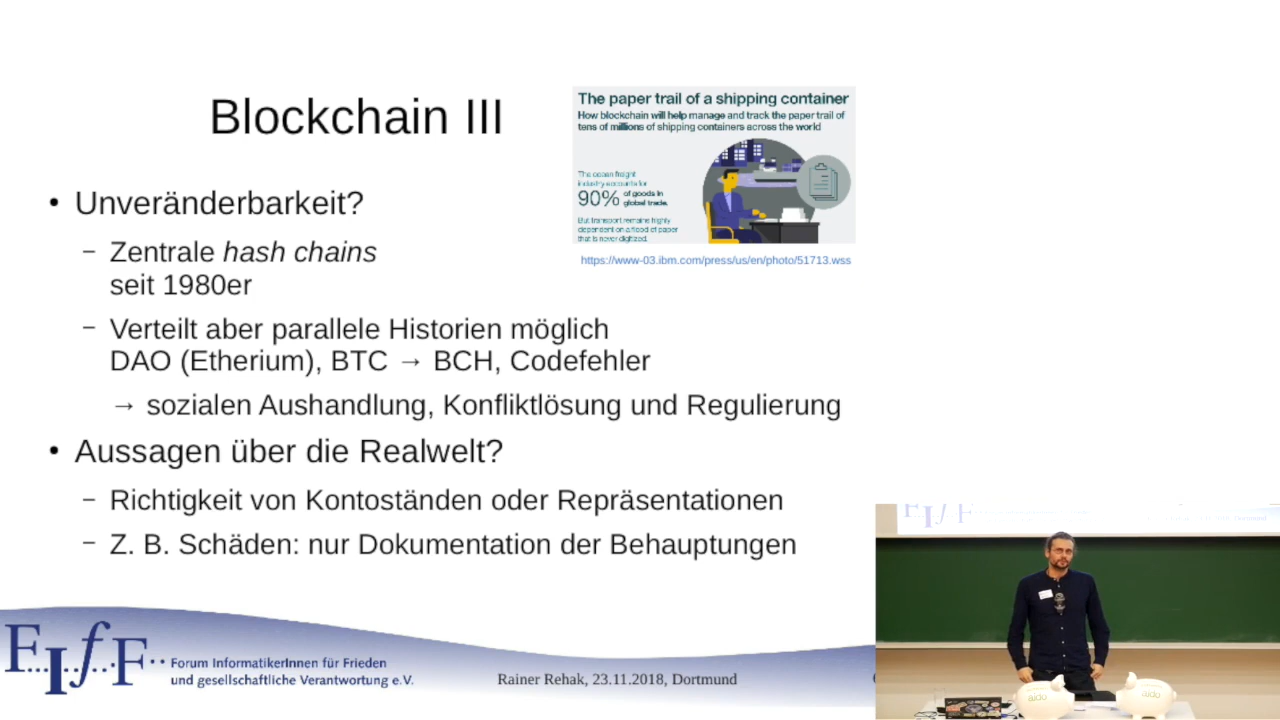 Blockchain III
The paper trail of a shipping container
How blockchain will help manage and track the paper trail of
tens of millions of shipping containers across the world
The ocean freight
industry accounts for
90% of goods in
global trade.
But transport remains highly
dependent on a flood of paper
that is never digitized.
https://www-03.ibm.com/press/us/en/photo/51713.wss
• Unveränderbarkeit?
– Zentrale hash chains
seit 1980er
– Verteilt aber parallele Historien möglich
DAO (Etherium), BTC → BCH, Codefehler
→ sozialen Aushandlung, Konfliktlösung und Regulierung
• Aussagen über die Realwelt?
– Richtigkeit von Kontoständen oder Repräsentationen
– Z. B. Schäden: nur Dokumentation der Behauptungen
F..I..f..F..
Forum InformatikerInnen für Frieden
und gesellschaftliche Verantwortung e.V.
Rainer Rehak, 23.11.2018, Dortmund
aido
aido